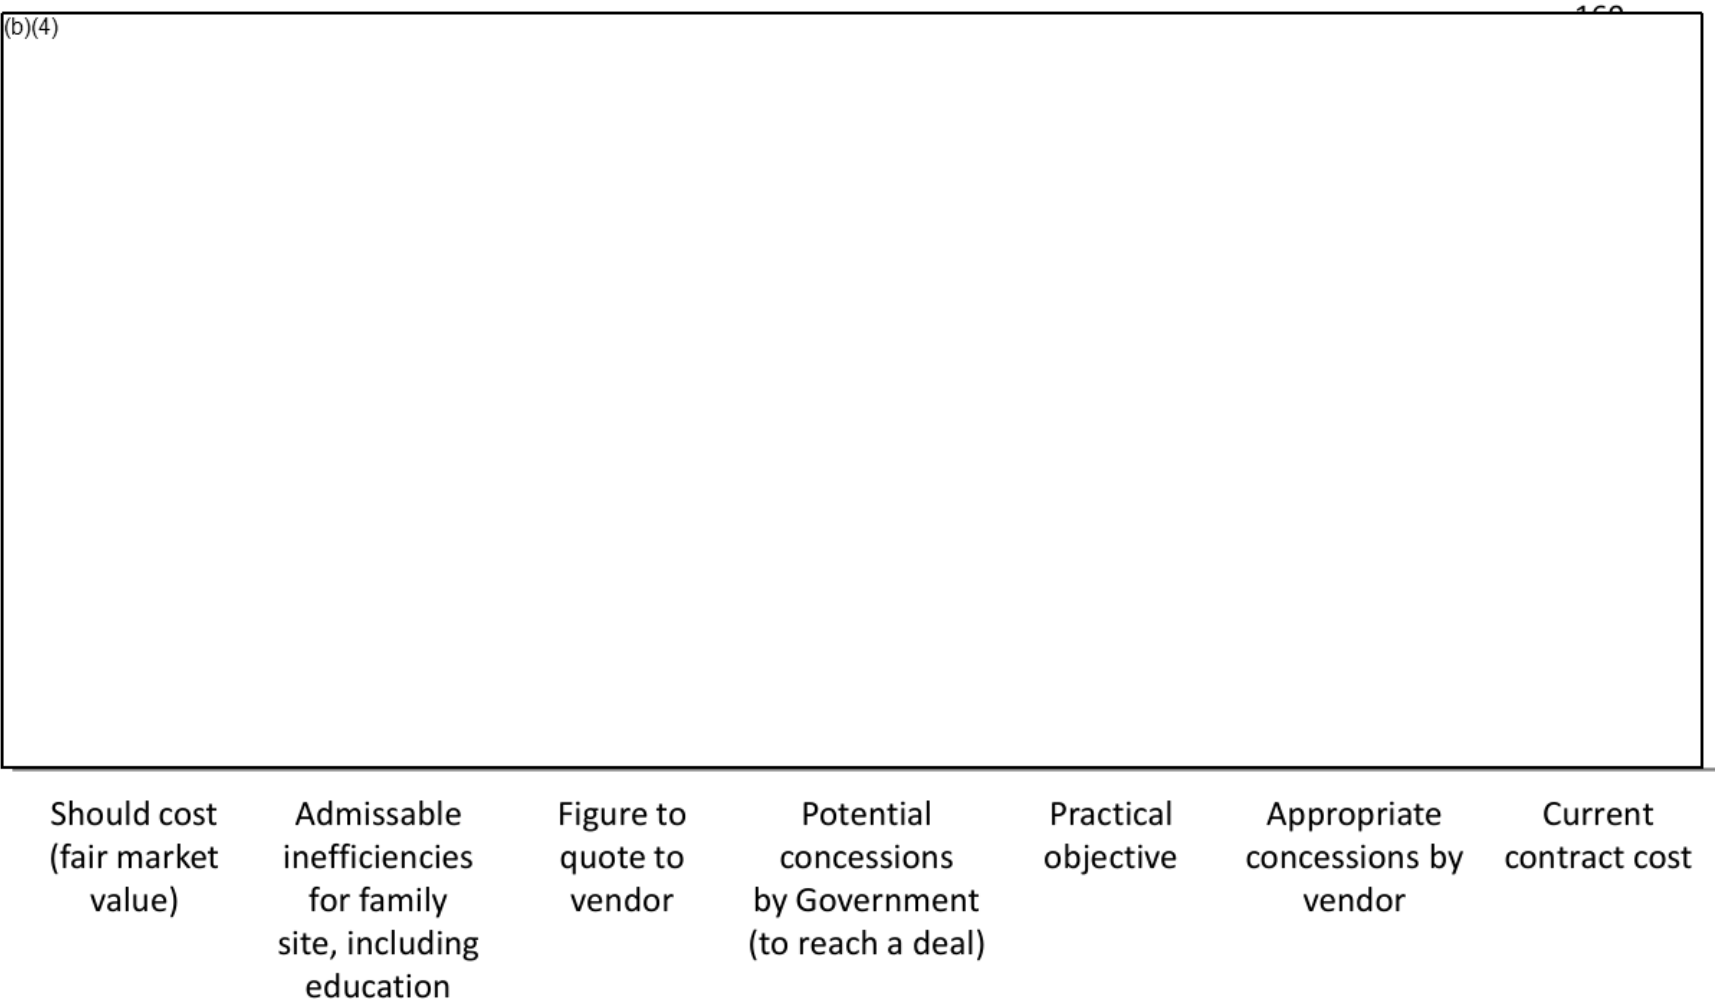 (b)(4)
Should cost
(fair market
value)
Admissable
inefficiencies
for family
site, including
education
Figure to
quote to
vendor
Potential
concessions
by Government
(to reach a deal)
Practical
objective
Appropriate
concessions by
vendor
Current
contract cost